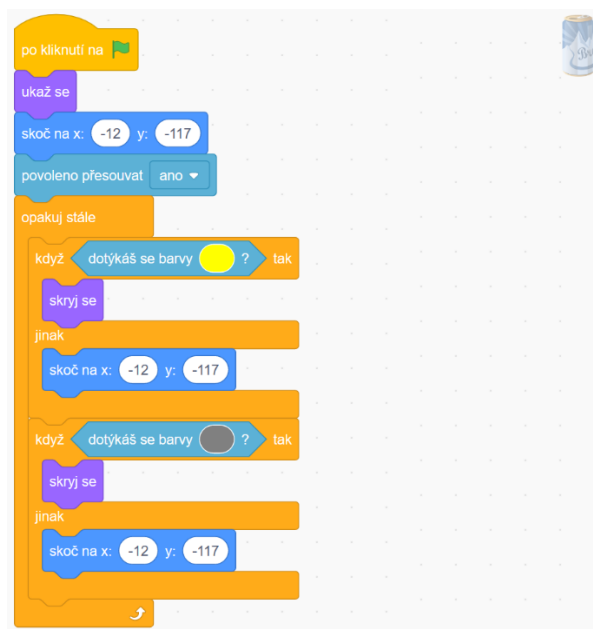 po kliknutí na
ukaž se
skoč na x: -12 y: -117
povoleno přesouvat ano
opakuj stále
když dotýkáš se barvy ? tak
skryj se
jinak
skoč na x: -12 y: -117
když dotýkáš se barvy ? tak
skryj se
jinak
skoč na x: -12 y: -117